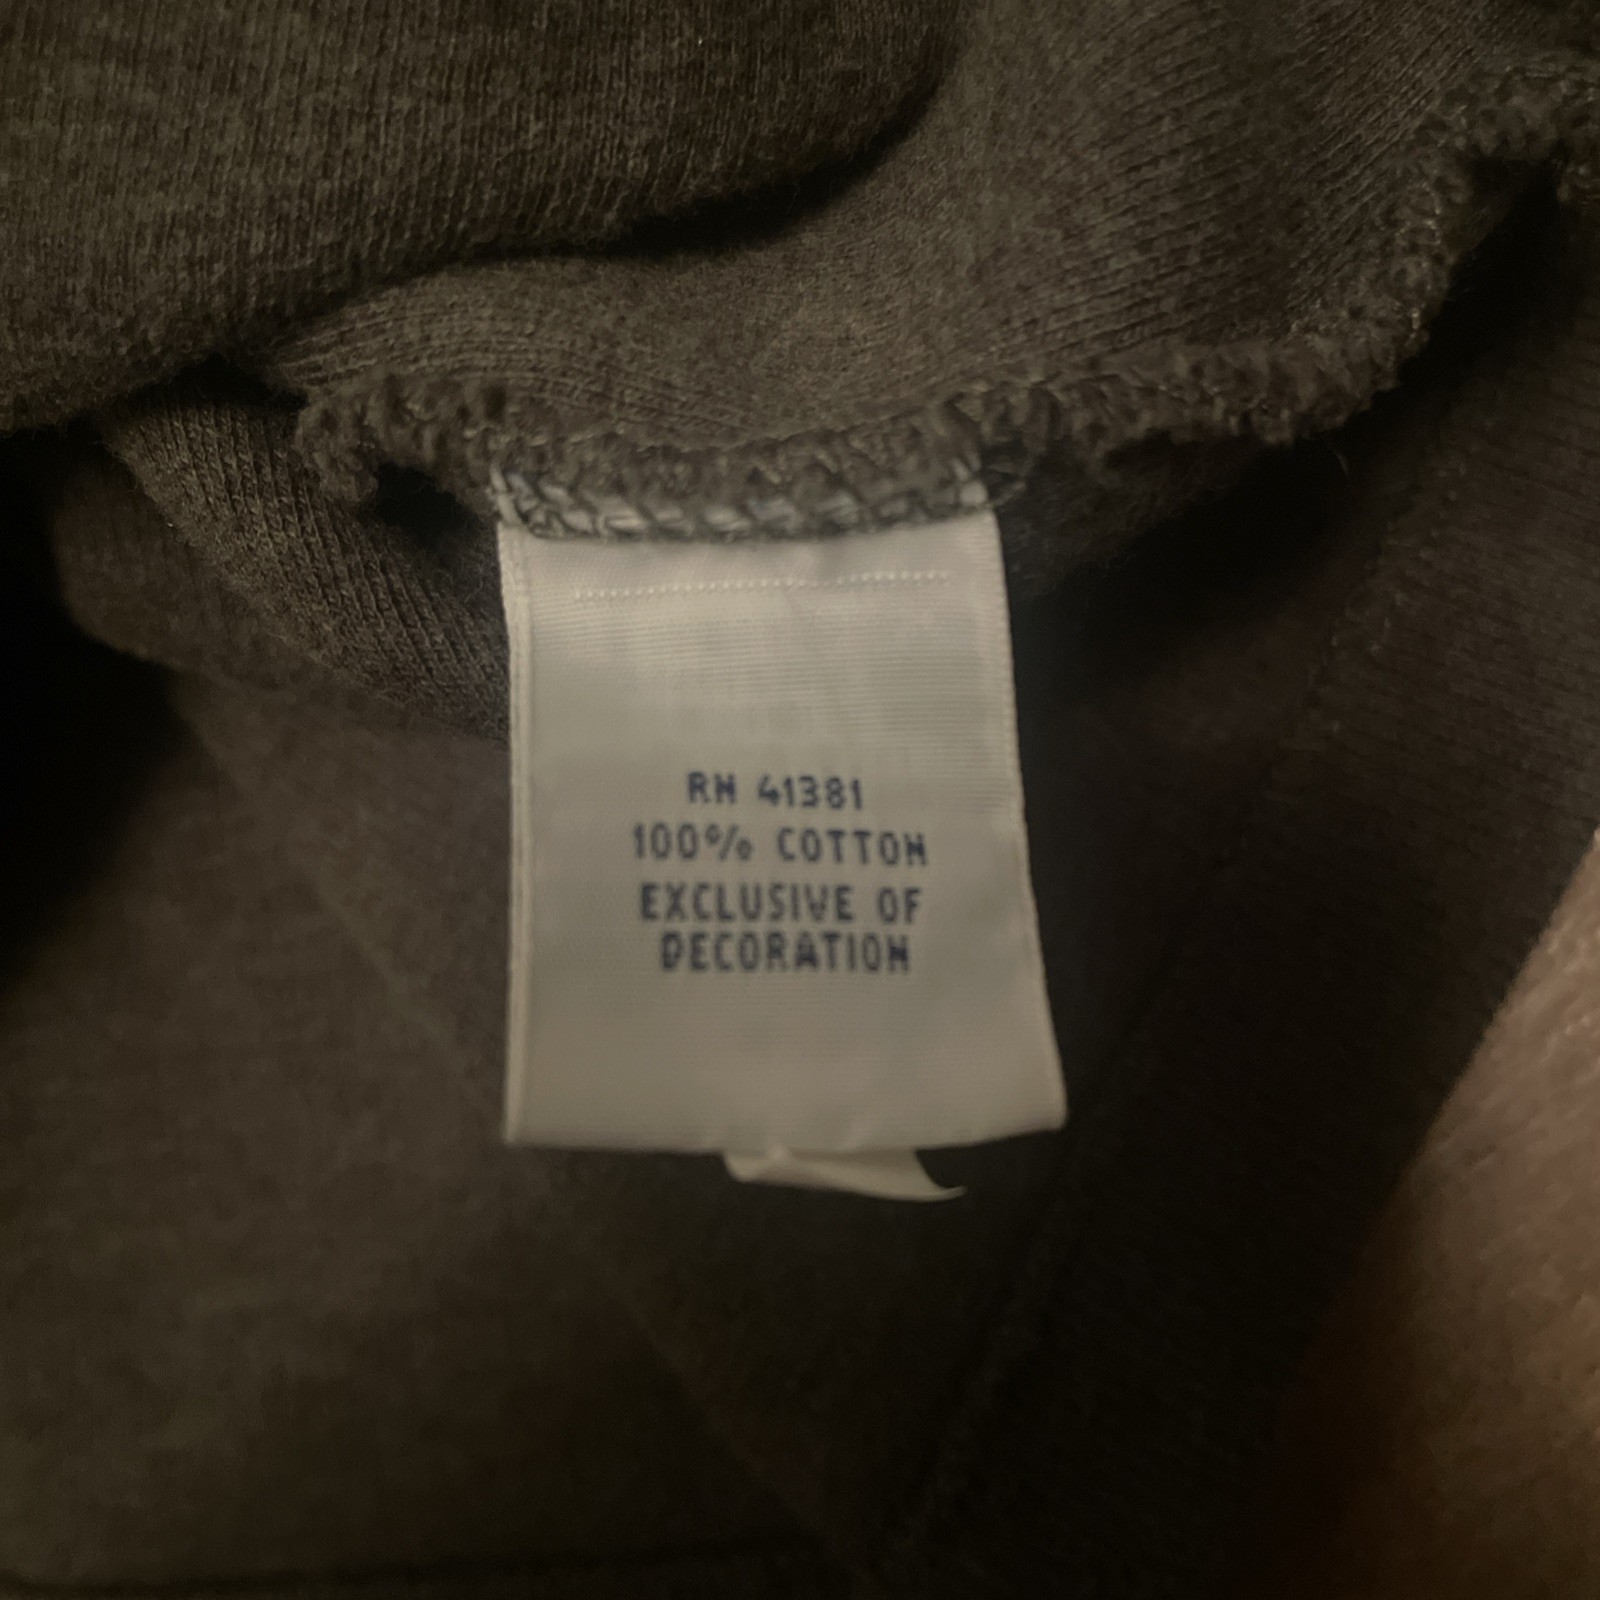 RN 41381
100% COTTON
EXCLUSIVE OF
DECORATION